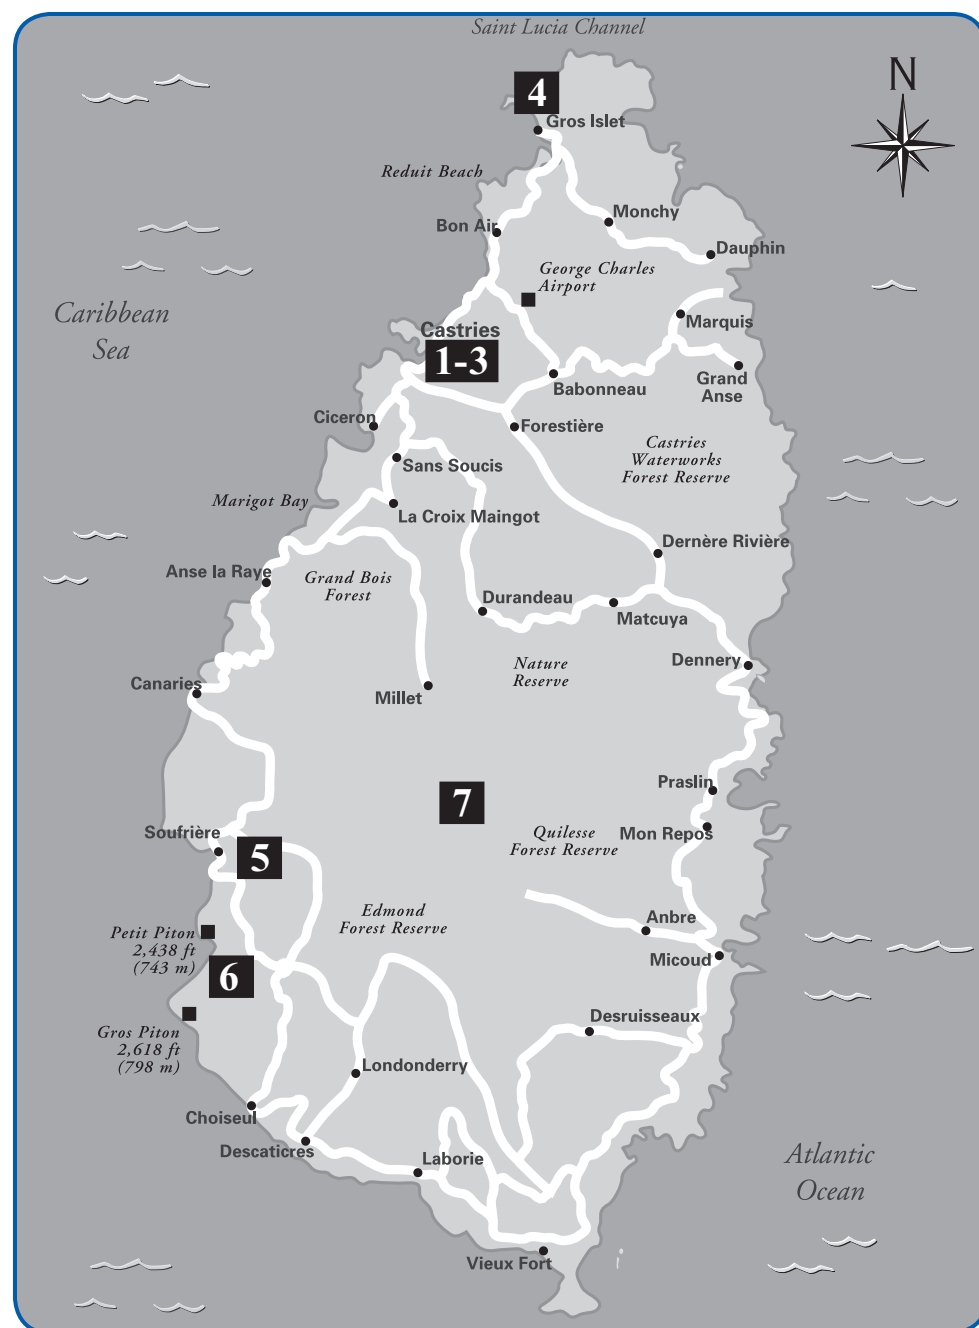 Saint Lucia Channel
N
4
Gros Islet
Reduit Beach
Monchy
Bon Air
Dauphin
George Charles
Airport
Caribbean
Sea
Marquis
Castries
1-3
Grand
Anse
Babonneau
Ciceron
Forestière
Castries
Waterworks
Forest Reserve
Sans Soucis
Marigot Bay
La Croix Maingot
Dernère Rivière
Anse la Raye
Grand Bois
Forest
Durandeau
Matcuya
Nature
Reserve
Dennery
Canaries
Millet
Praslin
7
Soufrière
Quilesse
Forest Reserve
Mon Repos
5
Edmond
Forest Reserve
Anbre
Petit Piton
2,438 ft
(743 m)
Micoud
6
Desruisseaux
Gros Piton
2,618 ft
(798 m)
Londonderry
Choiseul
Descaticres
Laborie
Atlantic
Ocean
Vieux Fort